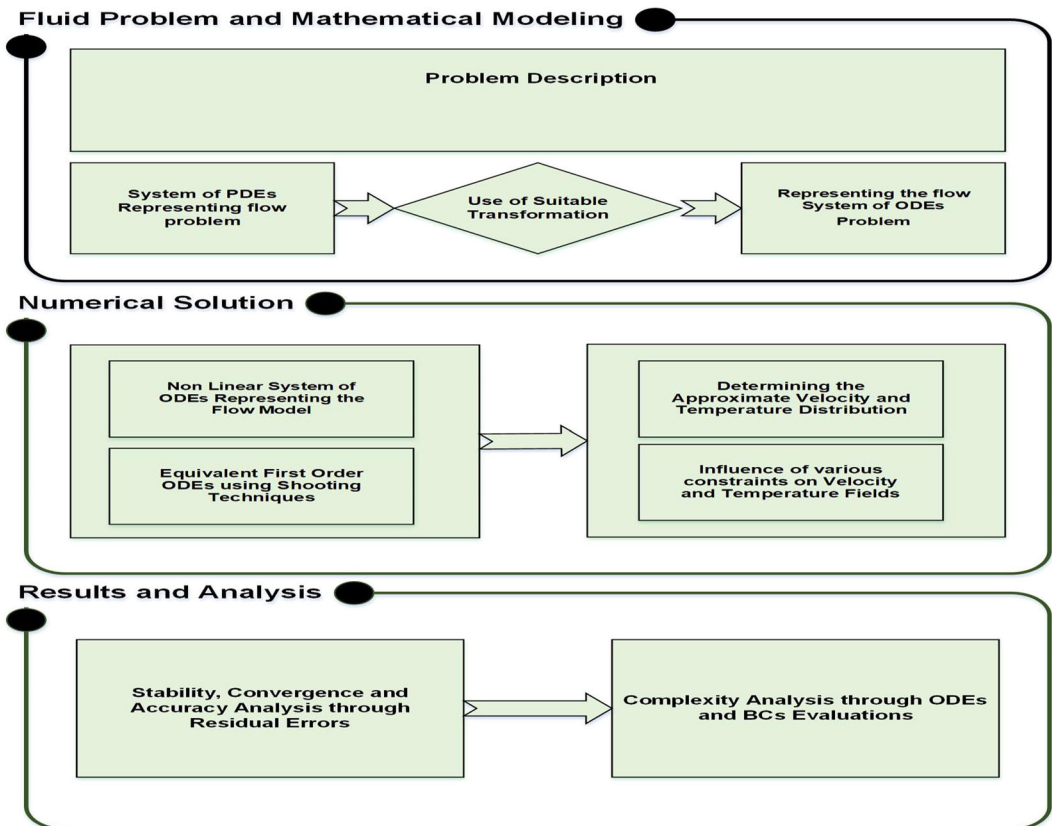 Fluid Problem and Mathematical Modeling
Problem Description
System of PDEs
Representing flow
problem
Use of Suitable
Transformation
Representing the flow
System of ODEs
Problem
Numerical Solution
Non Linear System of
ODEs Representing the
Flow Model
Equivalent First Order
ODEs using Shooting
Techniques
Determining the
Approximate Velocity and
Temperature Distribution
Influence of various
constraints on Velocity
and Temperature Fields
Results and Analysis
Stability, Convergence and
Accuracy Analysis through
Residual Errors
Complexity Analysis through ODEs
and BCs Evaluations